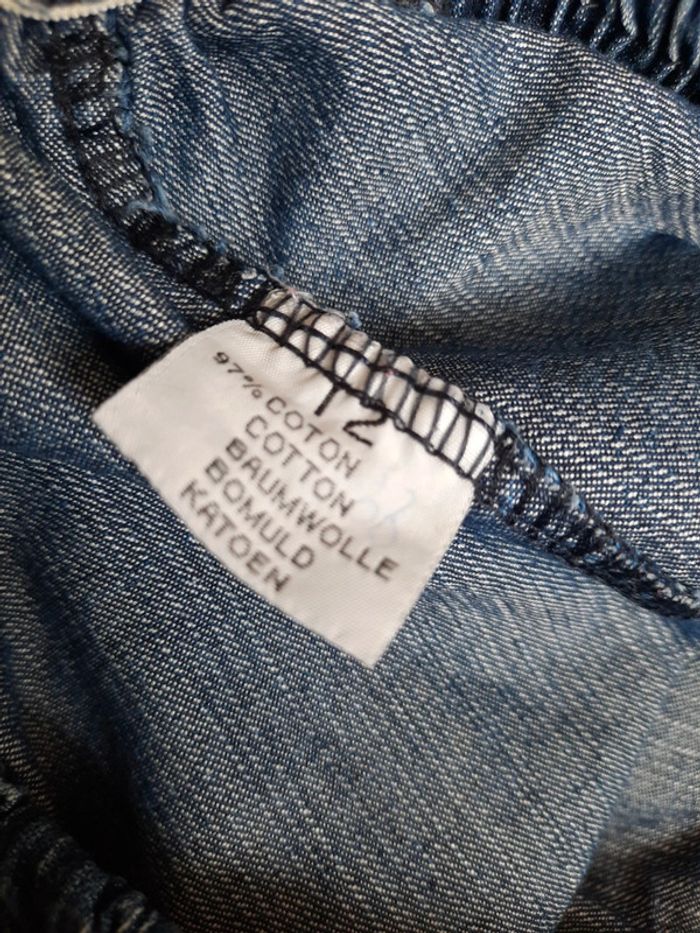 12
97% COTON
COTTON
BAUMWOLLE
BOMULD
KATOEN